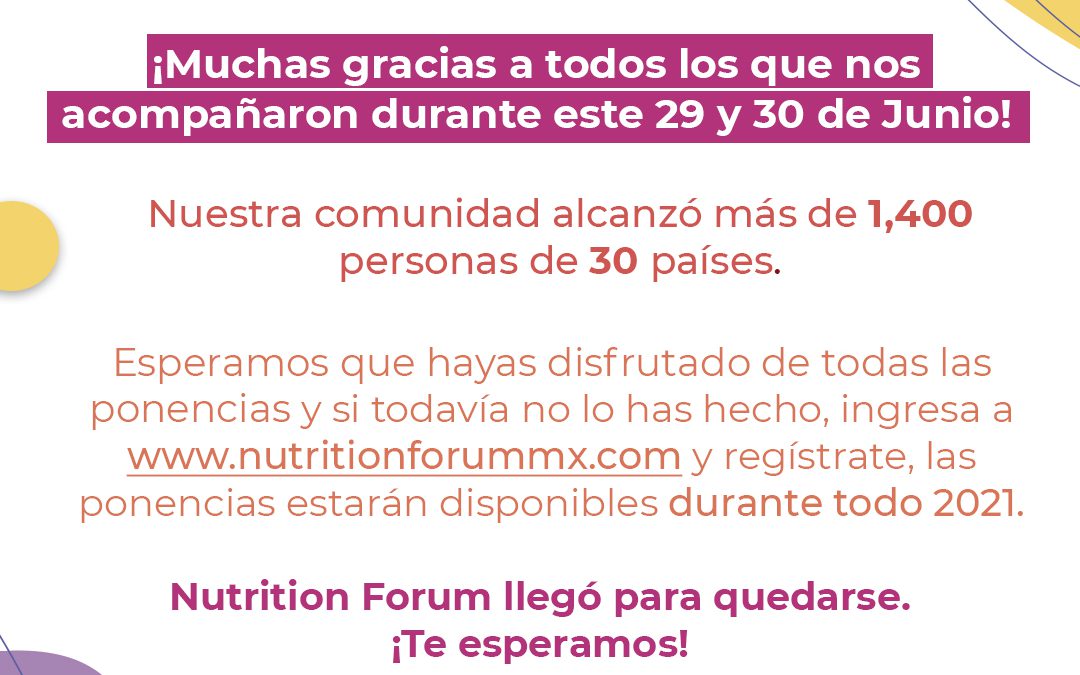 ¡Muchas gracias a todos los que nos
acompañaron durante este 29 y 30 de Junio!
Nuestra comunidad alcanzó más de 1,400
personas de 30 países.
Esperamos que hayas disfrutado de todas las
ponencias y si todavía no lo has hecho, ingresa a
www.nutritionforummx.com y regístrate, las
ponencias estarán disponibles durante todo 2021.
Nutrition Forum llegó para quedarse.
¡Te esperamos!